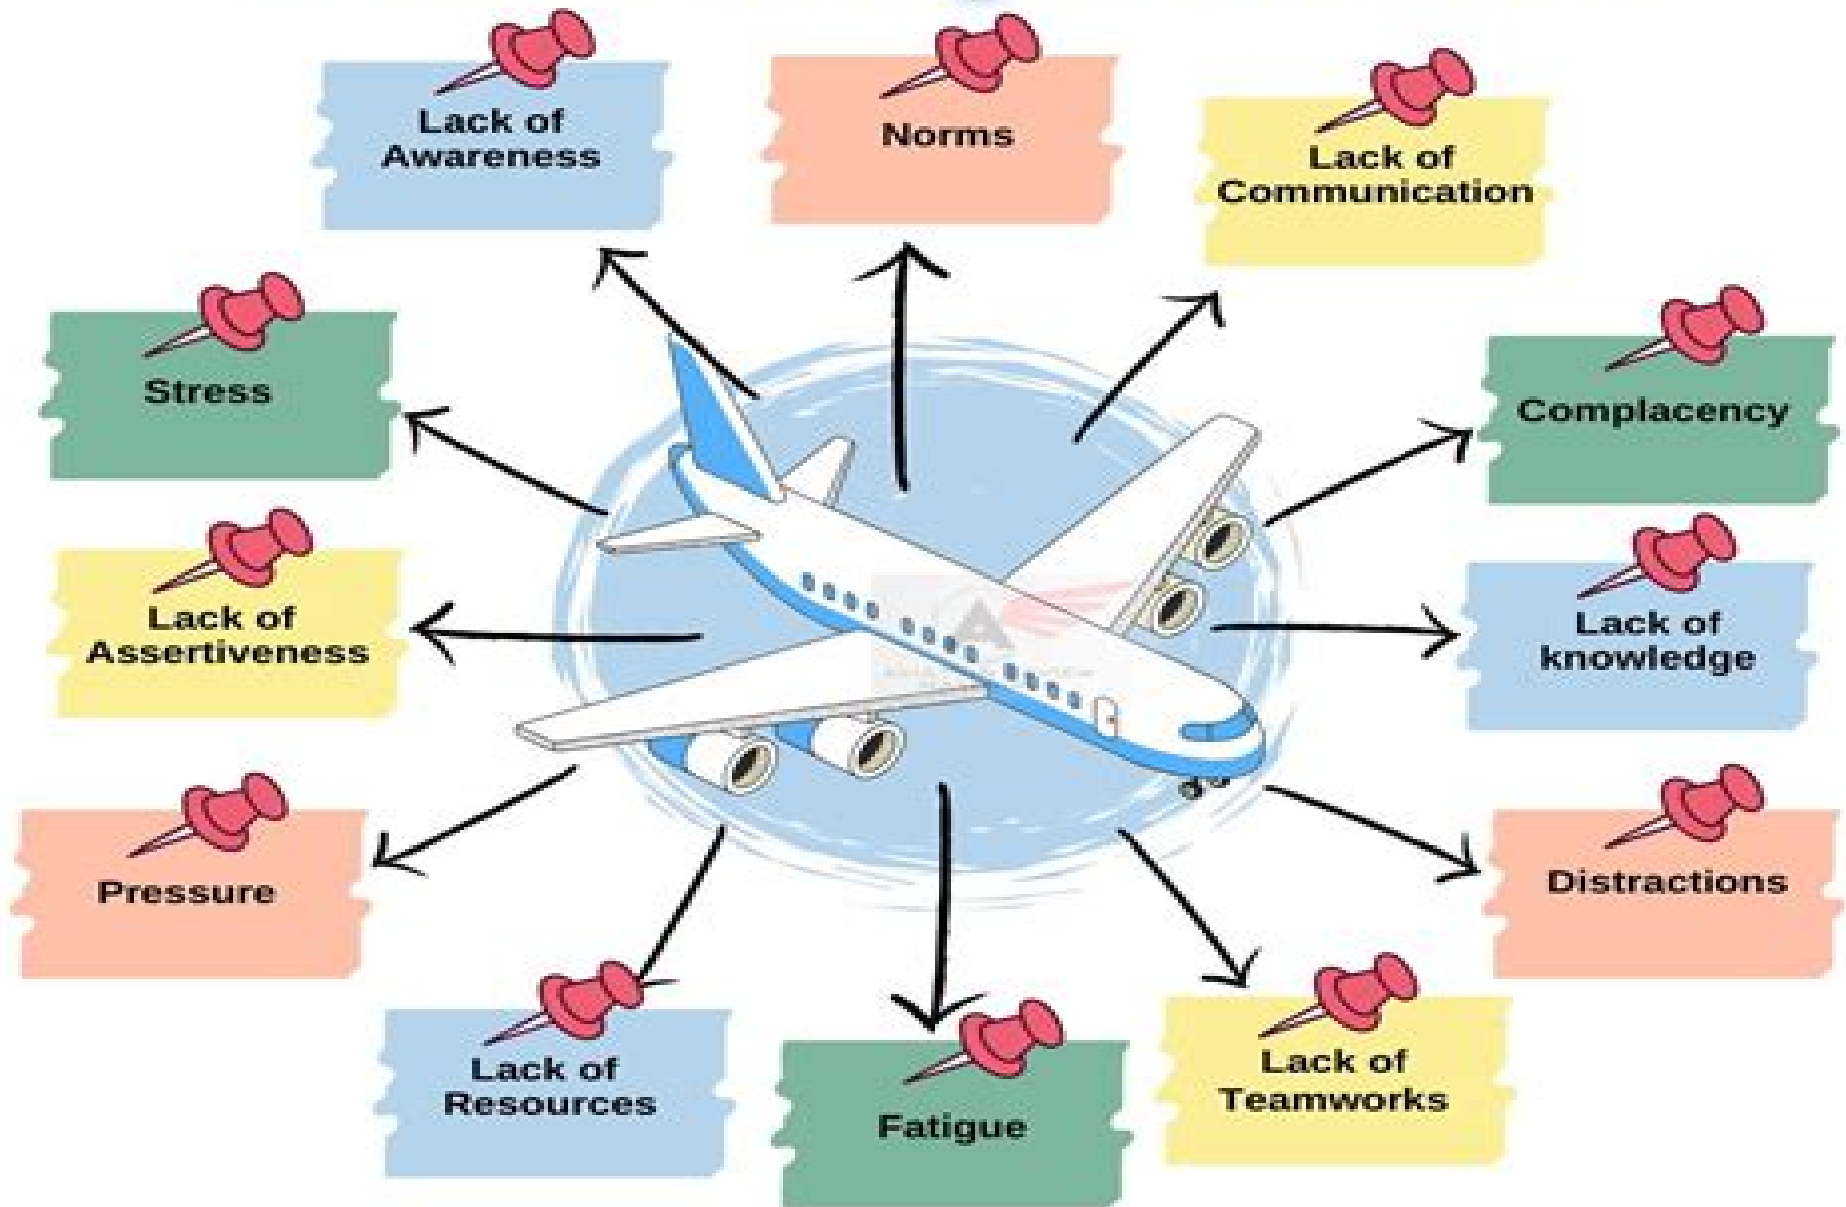 Lack of
Awareness
Norms
Lack of
Communication
Stress
Complacency
Lack of
Assertiveness
Lack of
knowledge
Pressure
Distractions
Lack of
Resources
Fatigue
Lack of
Teamworks